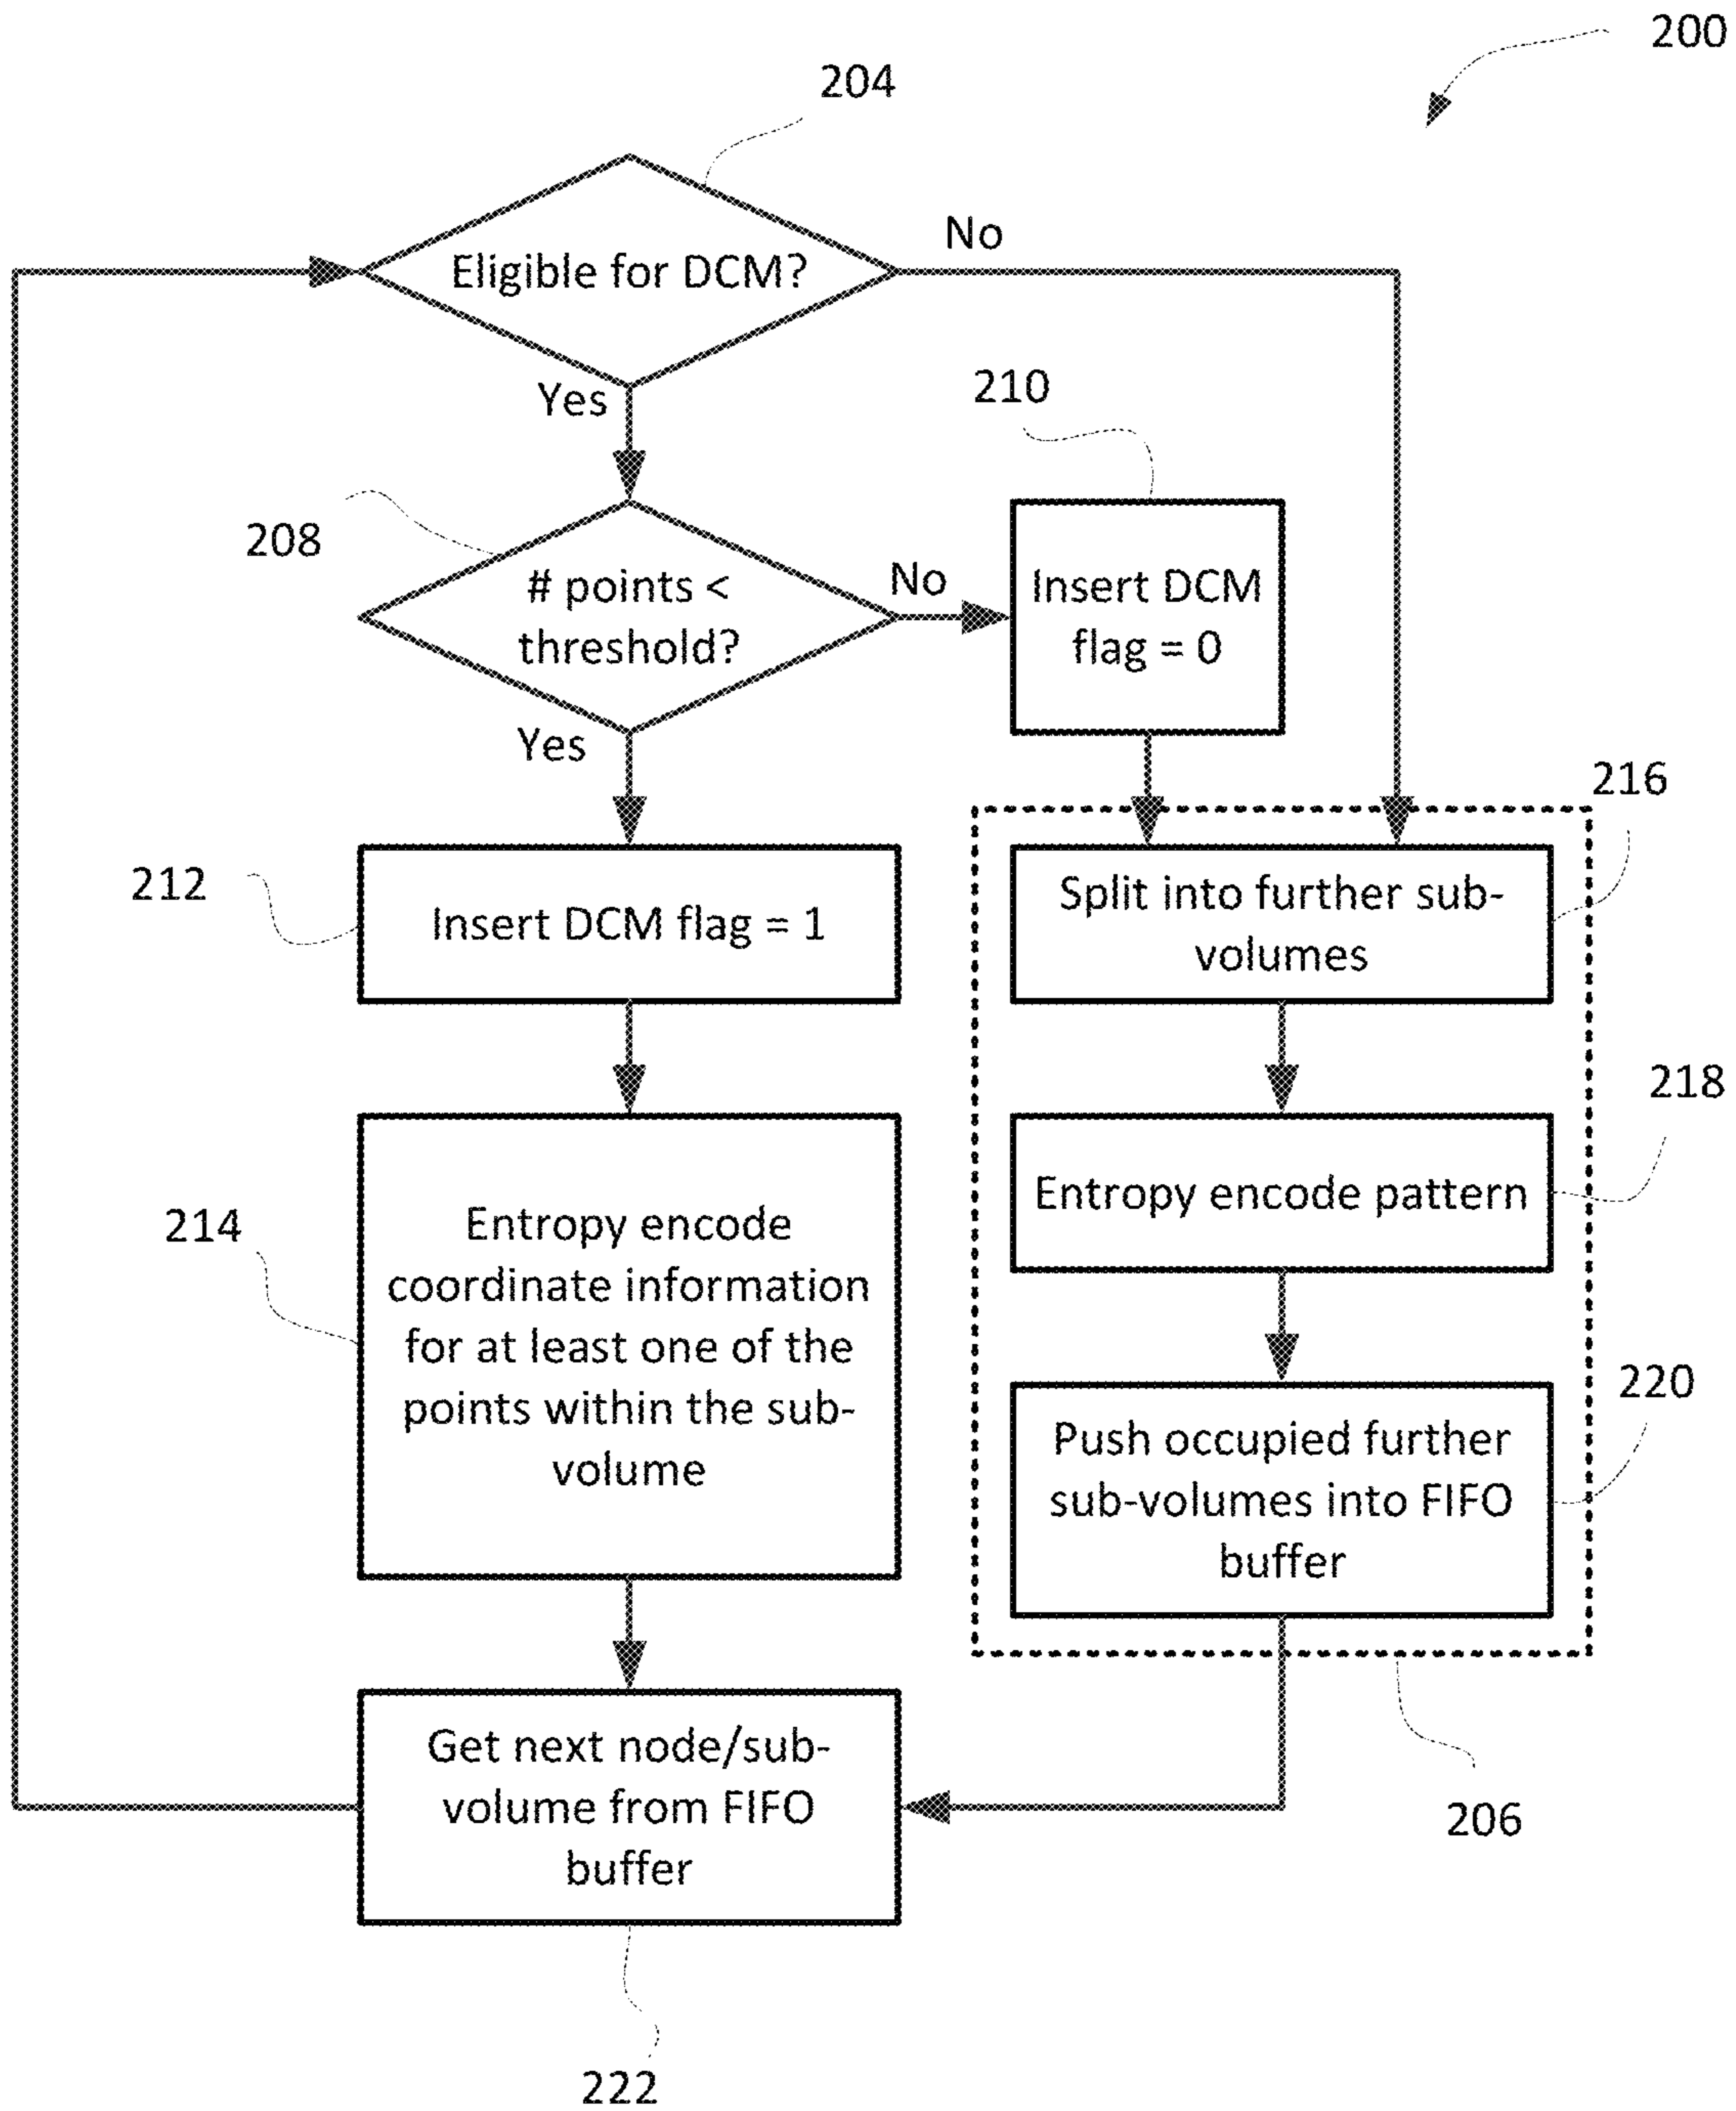 200
204
Eligible for DCM?
No
Yes
210
208
# points <
threshold?
No
Insert DCM
flag = 0
Yes
216
212
Insert DCM flag = 1
Split into further sub-
volumes
218
Entropy encode pattern
214
Entropy encode
coordinate information
for at least one of the
points within the sub-
volume
220
Push occupied further
sub-volumes into FIFO
buffer
Get next node/sub-
volume from FIFO
buffer
206
222